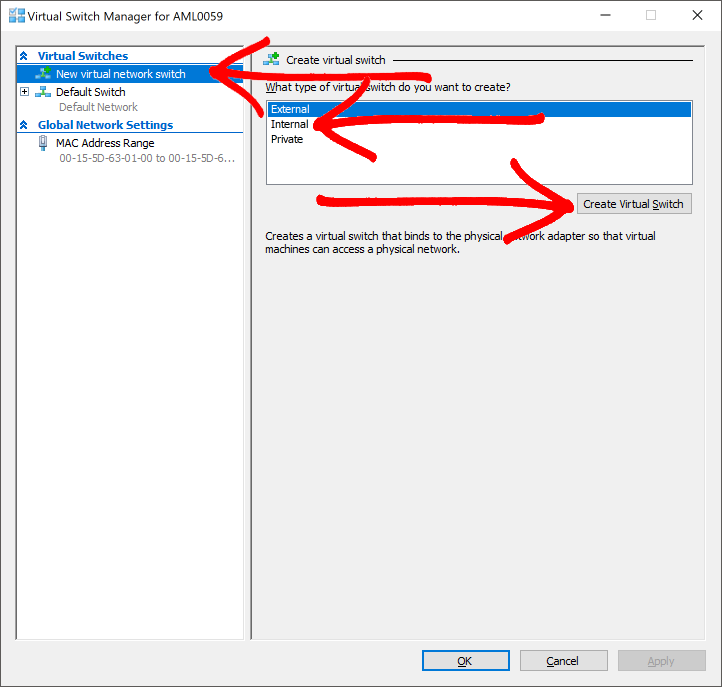 Virtual Switch Manager for AML0059
Virtual Switches
New virtual network switch
Default Switch
Default Network
Global Network Settings
MAC Address Range
00-15-5D-63-01-00 to 00-15-5D-6...
Create virtual switch
What type of virtual switch do you want to create?
External
Internal
Private
Create Virtual Switch
Creates a virtual switch that binds to the physical network adapter so that virtual
machines can access a physical network.
OK
Cancel
Apply